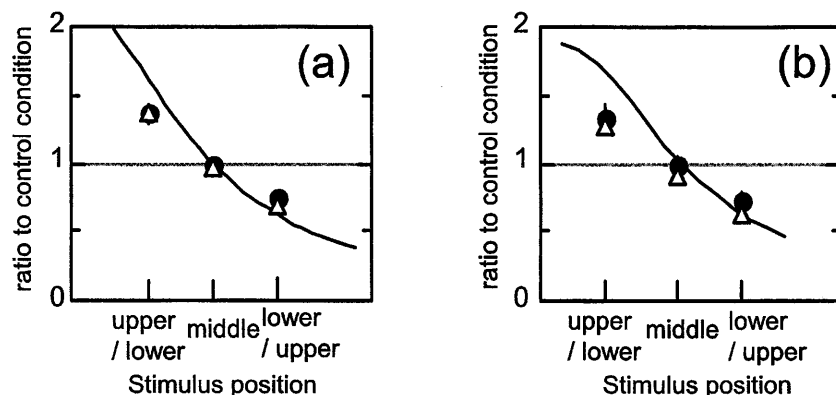 ratio to control condition
2
1
0
(a)
upper
/ lower
middle
lower
/ upper
Stimulus position
ratio to control condition
2
1
0
(b)
upper
/ lower
middle
lower
/ upper
Stimulus position